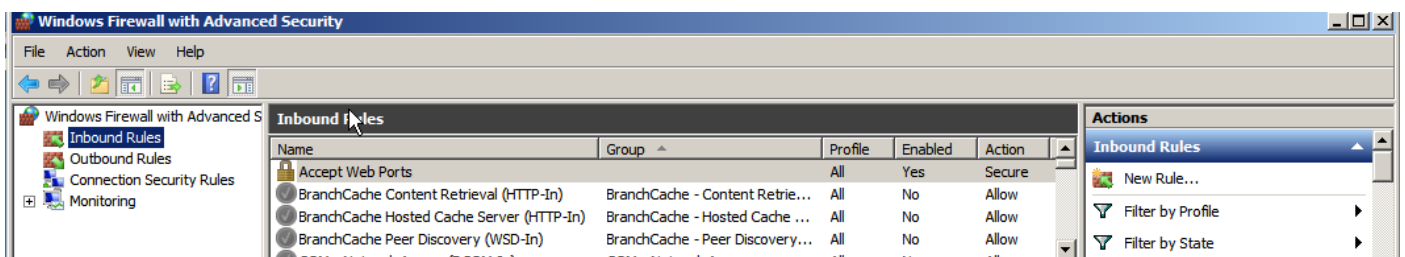 Windows Firewall with Advanced Security
File Action View Help
Windows Firewall with Advanced S
Inbound Rules
Outbound Rules
Connection Security Rules
Monitoring
Inbound Rules
Name Group Profile Enabled Action
Accept Web Ports All Yes Secure
BranchCache Content Retrieval (HTTP-In) BranchCache - Content Retrie... All No Allow
BranchCache Hosted Cache Server (HTTP-In) BranchCache - Hosted Cache ... All No Allow
BranchCache Peer Discovery (WSD-In) BranchCache - Peer Discovery... All No Allow
Actions
Inbound Rules
New Rule...
Filter by Profile
Filter by State